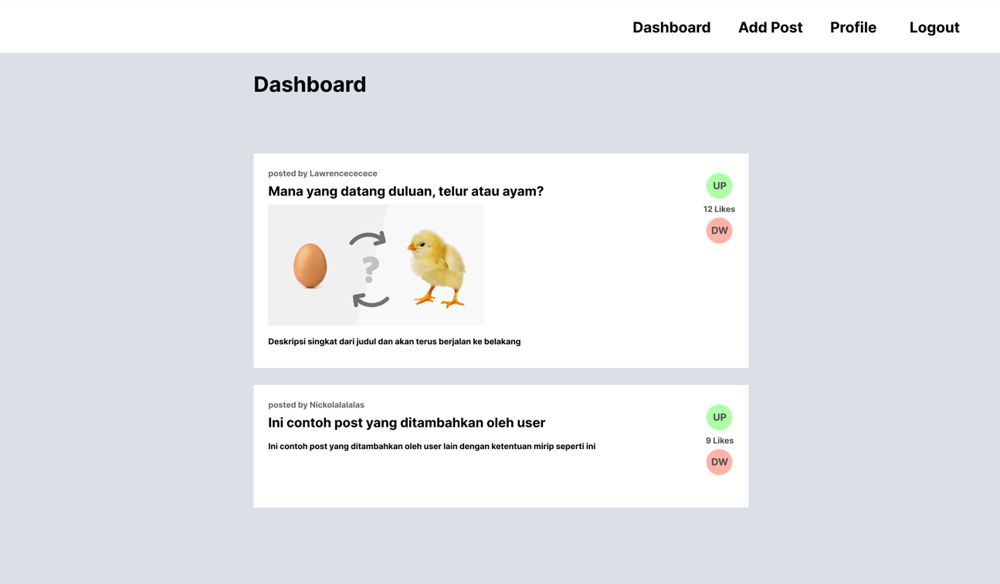 Dashboard Add Post Profile Logout
Dashboard
posted by Lawrencececece
Mana yang datang duluan, telur atau ayam?
UP
12 Likes
DW
?
Deskripsi singkat dari judul dan akan terus berjalan ke belakang
posted by Nickolalalalas
Ini contoh post yang ditambahkan oleh user
UP
9 Likes
DW
Ini contoh post yang ditambahkan oleh user lain dengan ketentuan mirip seperti ini